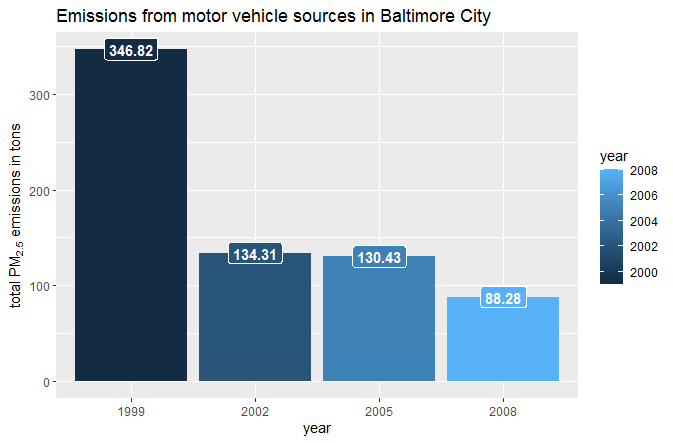 Emissions from motor vehicle sources in Baltimore City
total PM2.5 emissions in tons
300
200
100
0
346.82
134.31
130.43
88.28
1999 2002 2005 2008
year
year
2008
2006
2004
2002
2000